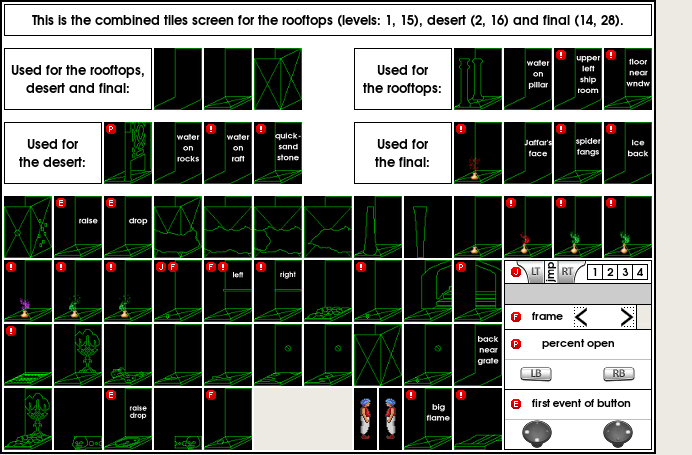 This is the combined tiles screen for the rooftops (levels: 1, 15), desert (2, 16) and final (14, 28).
Used for the rooftops,
desert and final:
Used for
the rooftops:
water
on
pillar
!
upper
left
ship
room
!
floor
near
wndw
Used for
the desert:
P
water
on
rocks
!
water
on
raft
!
quick-
sand
stone
Used for
the final:
!
Jaffar's
face
!
spider
fangs
!
ice
back
E
raise
E
drop
!
!
!
!
!
!
J F
F !
left
!
right
!
P
J
LT
jmp
RT
1 2 3 4
F
frame
< >
!
back
near
grate
P
percent open
LB
RB
E
raise
drop
F
!
big
flame
!
E
first event of button